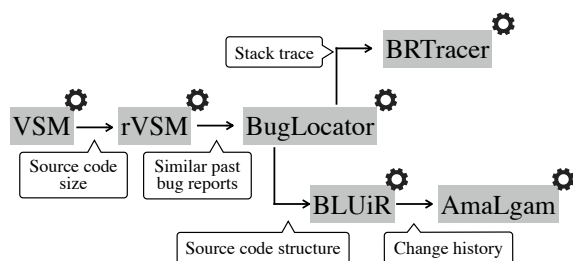 Stack trace
BRTracer
VSM
rVSM
BugLocator
Source code
size
Similar past
bug reports
BLUiR
AmaLgam
Source code structure
Change history